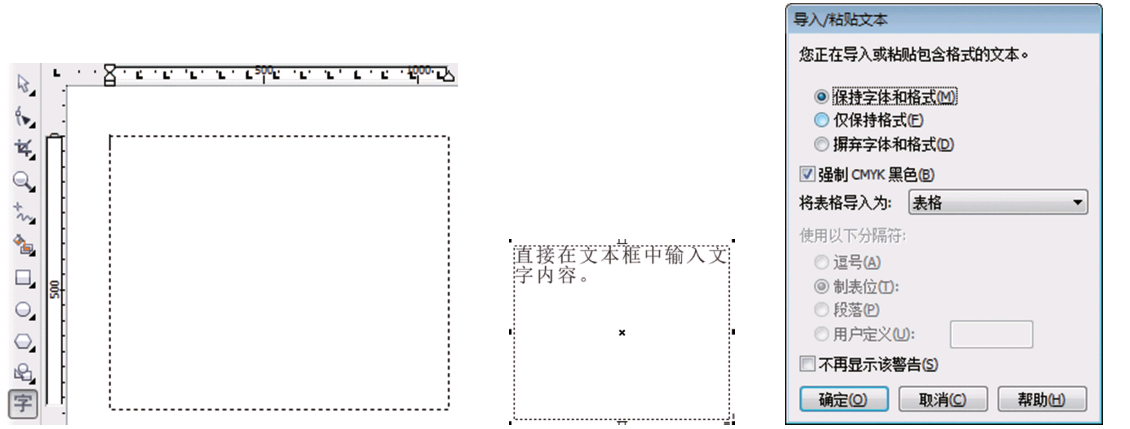 500
1000
0
500
字
直接在文本框中输入文
字内容。
导入/粘贴文本
您正在导入或粘贴包含格式的文本。
保持字体和格式(M)
仅保持格式(F)
摒弃字体和格式(D)
强制 CMYK 黑色(B)
将表格导入为: 表格
使用以下分隔符:
逗号(A)
制表位(T):
段落(P)
用户定义(U):
不再显示该警告(S)
确定(O) 取消(C) 帮助(H)